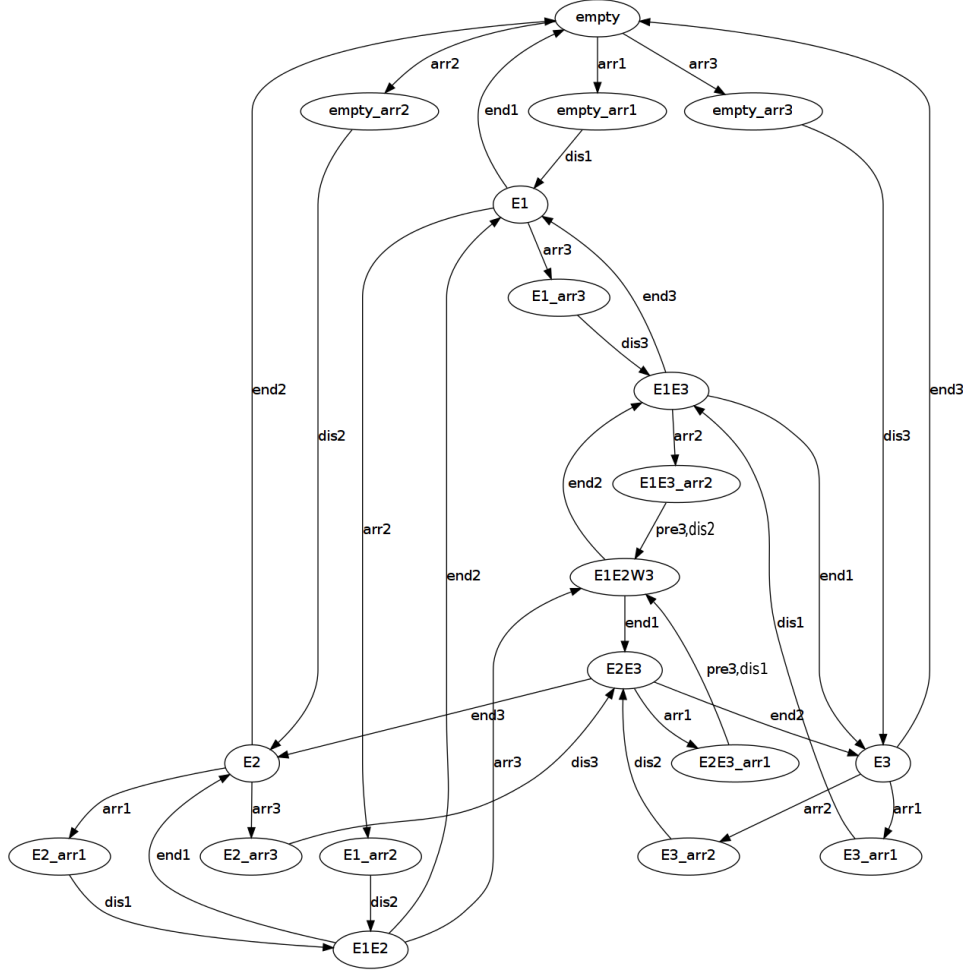 empty
arr2
arr1
arr3
empty_arr2
empty_arr1
empty_arr3
end1
dis1
E1
arr3
E1_arr3
end3
dis3
end2
E1E3
end3
dis2
arr2
dis3
end2
E1E3_arr2
arr2
pre3,dis2
end2
E1E2W3
end1
end1
dis1
E2E3
pre3,dis1
end3
arr1
end2
E2
arr3
dis3
dis2
E2E3_arr1
E3
arr1
arr3
arr2
arr1
E2_arr1
end1
E2_arr3
E1_arr2
E3_arr2
E3_arr1
dis1
dis2
E1E2